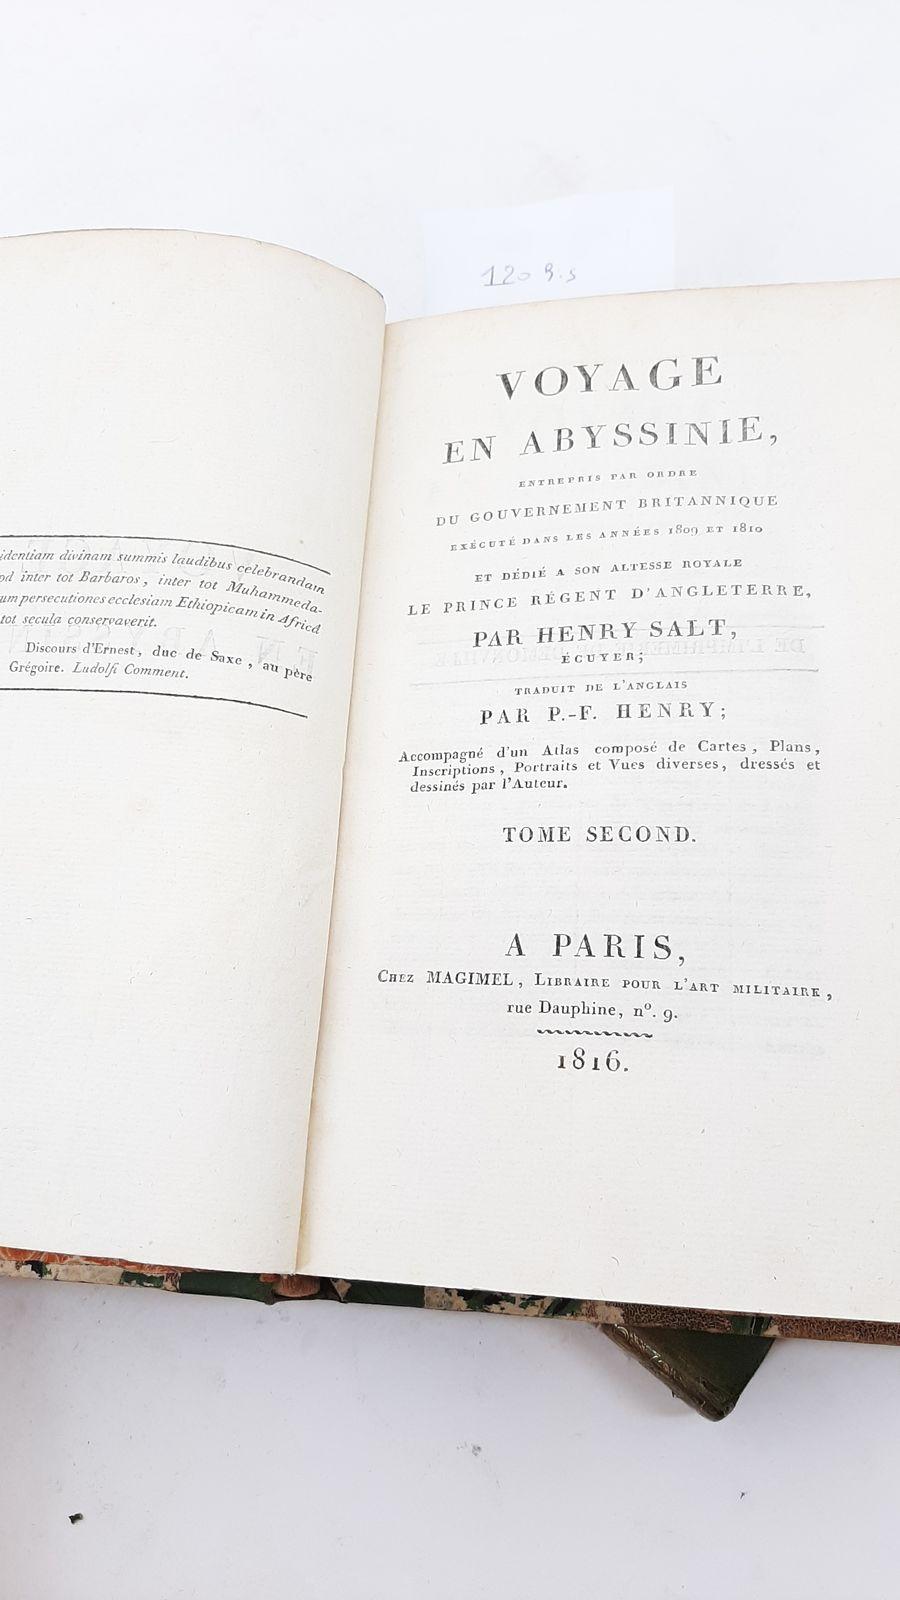 120 
identiam divinam summis laudibus celebrandam
od inter tot Barbaros, inter tot Muhammeda-
um persecutiones ecclesiam Ethiopicam in Africâ
tot secula conservaverit.
Discours d'Ernest, duc de Saxe, au père
Grégoire. Ludolfi Comment.
VOYAGE
EN ABYSSINIE,
ENTREPRIS PAR ORDRE
DU GOUVERNEMENT BRITANNIQUE
EXÉCUTÉ DANS LES ANNÉES 1809 ET 1810
ET DÉDIÉ A SON ALTESSE ROYALE
LE PRINCE RÉGENT D'ANGLETERRE,
PAR HENRY SALT,
ÉCUYER;
TRADUIT DE L'ANGLAIS
PAR P.-F. HENRY;
Accompagné d'un Atlas composé de Cartes, Plans,
Inscriptions, Portraits et Vues diverses, dressés et
dessinés par l'Auteur.
TOME SECOND.
A PARIS,
Chez MAGIMEL, Libraire pour l'art militaire,
rue Dauphine, nº. 9.
1816.